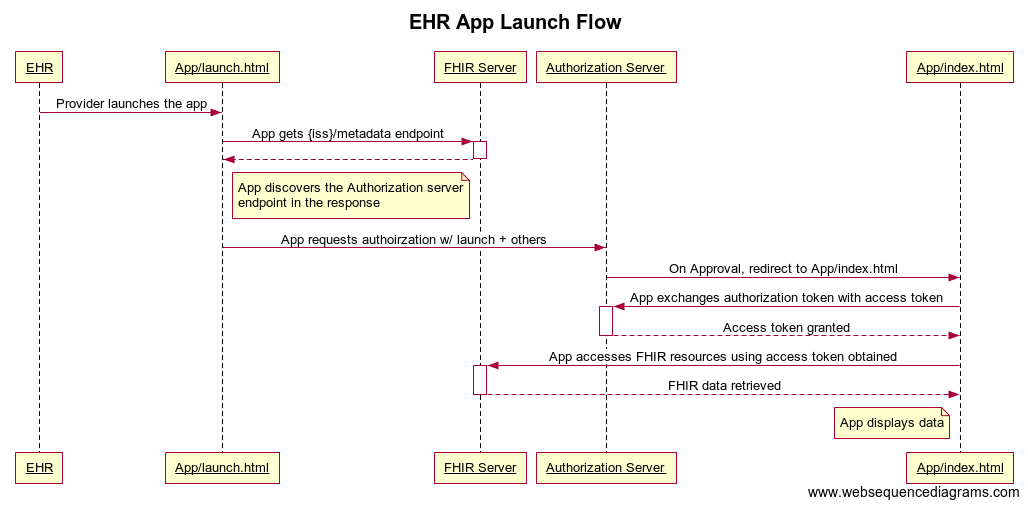 EHR App Launch Flow
EHR
App/launch.html
FHIR Server
Authorization Server
App/index.html
Provider launches the app
App gets {iss}/metadata endpoint
App discovers the Authorization server
endpoint in the response
App requests authoirzation w/ launch + others
On Approval, redirect to App/index.html
App exchanges authorization token with access token
Access token granted
App accesses FHIR resources using access token obtained
FHIR data retrieved
App displays data
EHR
App/launch.html
FHIR Server
Authorization Server
App/index.html
www.websequencediagrams.com